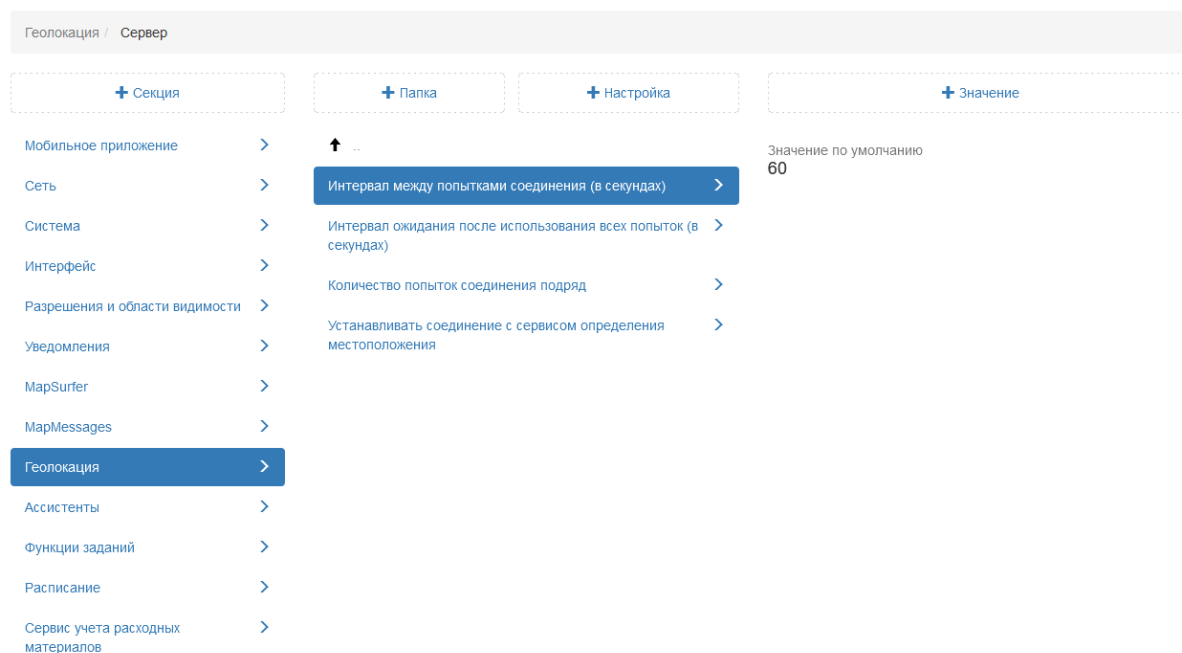 Геолокация / Сервер
+ Секция
+ Папка
+ Настройка
+ Значение
Мобильное приложение
Сеть
Система
Интерфейс
Разрешения и области видимости
Уведомления
MapSurfer
MapMessages
Геолокация
Ассистенты
Функции заданий
Расписание
Сервис учета расходных
материалов
..
Интервал между попытками соединения (в секундах)
Интервал ожидания после использования всех попыток (в
секундах)
Количество попыток соединения подряд
Устанавливать соединение с сервисом определения
местоположения
Значение по умолчанию
60